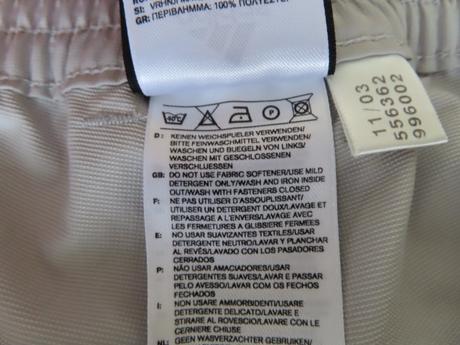 SI: VRHNJI MA
GR: ΠΕΡΙΒΛΗΜΑ: 100% ΠΟΛΥΕΣΤΕΡ
11/03
556362
996002
40°C
P
D: KEINEN WEICHSPUELER VERWENDEN/
BITTE FEINWASCHMITTEL VERWENDEN/
WASCHEN UND BUEGELN VON LINKS/
WASCHEN MIT GESCHLOSSENEN
VERSCHLUESSEN
GB: DO NOT USE FABRIC SOFTENER/USE MILD
DETERGENT ONLY/WASH AND IRON INSIDE
OUT/WASH WITH FASTENERS CLOSED
F: NE PAS UTILISER D'ASSOUPLISSANT/
UTILISER UN DETERGENT DOUX/LAVAGE ET
REPASSAGE A L'ENVERS/LAVAGE AVEC
LES FERMETURES A GLISSIERE FERMEES
E: NO USAR SUAVIZANTES TEXTILES/USAR
DETERGENTE NEUTRO/LAVAR Y PLANCHAR
AL REVÉS/LAVADO CON LOS PASADORES
CERRADOS
P: NÃO USAR AMACIADORES/USAR
DETERGENTES SUAVES/LAVAR E PASSAR
PELO AVESSO/LAVAR COM OS FECHOS
FECHADOS
I: NON USARE AMMORBIDENTI/USARE
DETERGENTE DELICATO/LAVARE E
STIRARE AL ROVESCIO/LAVARE CON LE
CERNIERE CHIUSE
NL: GEEN WASVERZACHTER GEBRUIKEN/